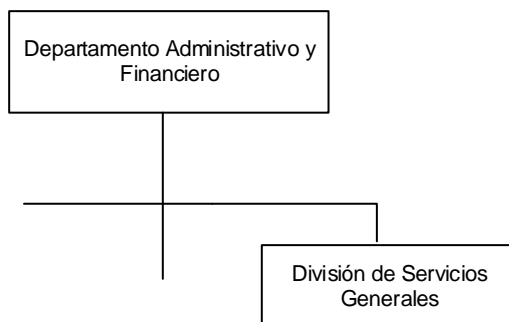 Departamento Administrativo y
Financiero
División de Servicios
Generales